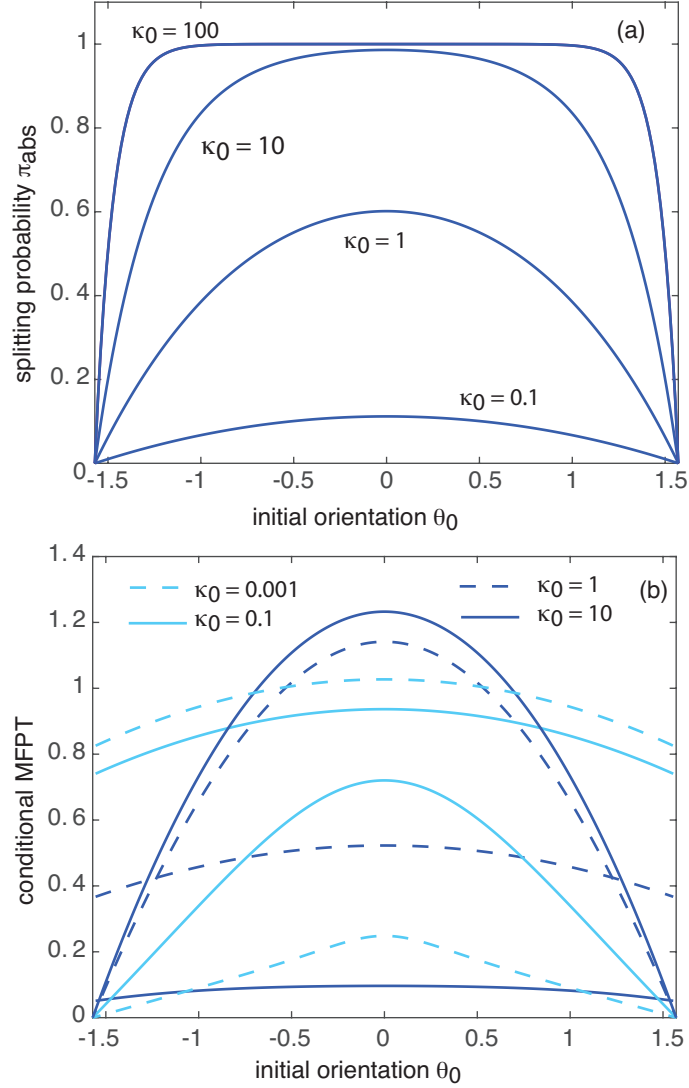 κ0 = 100
(a)
1
κ0 = 10
0.8
0.6
κ0 = 1
0.4
0.2
κ0 = 0.1
0
splitting probability πabs
-1.5 -1 -0.5 0 0.5 1 1.5
initial orientation θ0
1.4
κ0 = 0.001 κ0 = 1 (b)
κ0 = 0.1 κ0 = 10
1.2
1
0.8
0.6
0.4
0.2
0
conditional MFPT
-1.5 -1 -0.5 0 0.5 1 1.5
initial orientation θ0